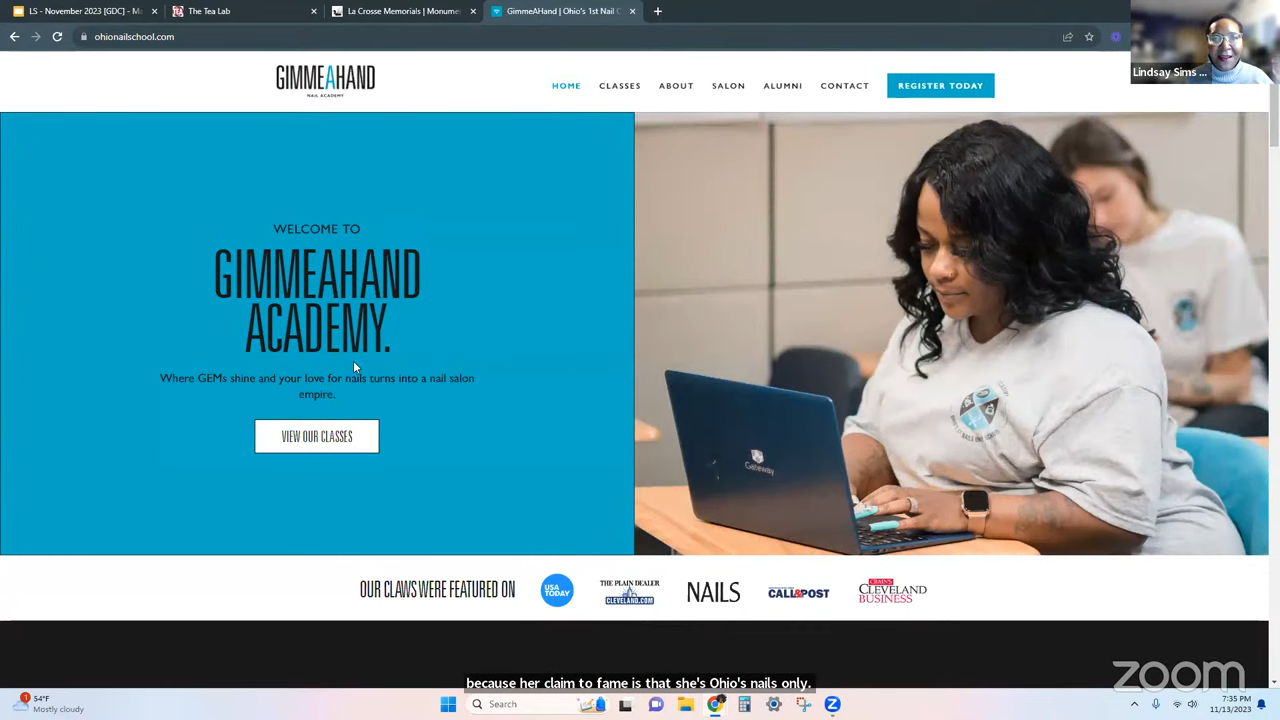 LS - November 2023 [GDC] - Ma
The Tea Lab
La Crosse Memorials | Monume
GimmeAHand | Ohio's 1st Nail C
ohionailschool.com
Lindsay Sims ...
GIMMEAHAND
NAIL ACADEMY
HOME
CLASSES
ABOUT
SALON
ALUMNI
CONTACT
REGISTER TODAY
WELCOME TO
GIMMEAHAND
ACADEMY.
Where GEMs shine and your love for nails turns into a nail salon
empire.
VIEW OUR CLASSES
Gateway
OUR CLAWS WERE FEATURED ON
USA
TODAY
THE PLAIN DEALER
CLEVELAND.COM
NAILS
CALL&POST
CRAIN'S
CLEVELAND
BUSINESS
because her claim to fame is that she's Ohio's nails only.
zoom
1
54°F
Mostly cloudy
Search
7:35 PM
11/13/2023